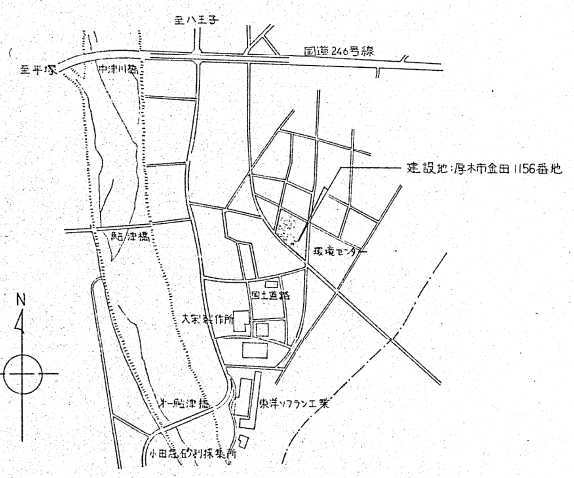 至八王子
国道246号線
至平塚
中津川橋
建設地:厚木市金田1156番地
鮎津橋
環境センター
国土道路
大栄製作所
才一鮎津橋
東洋ソフラン工業
小田急砂利採集所
N